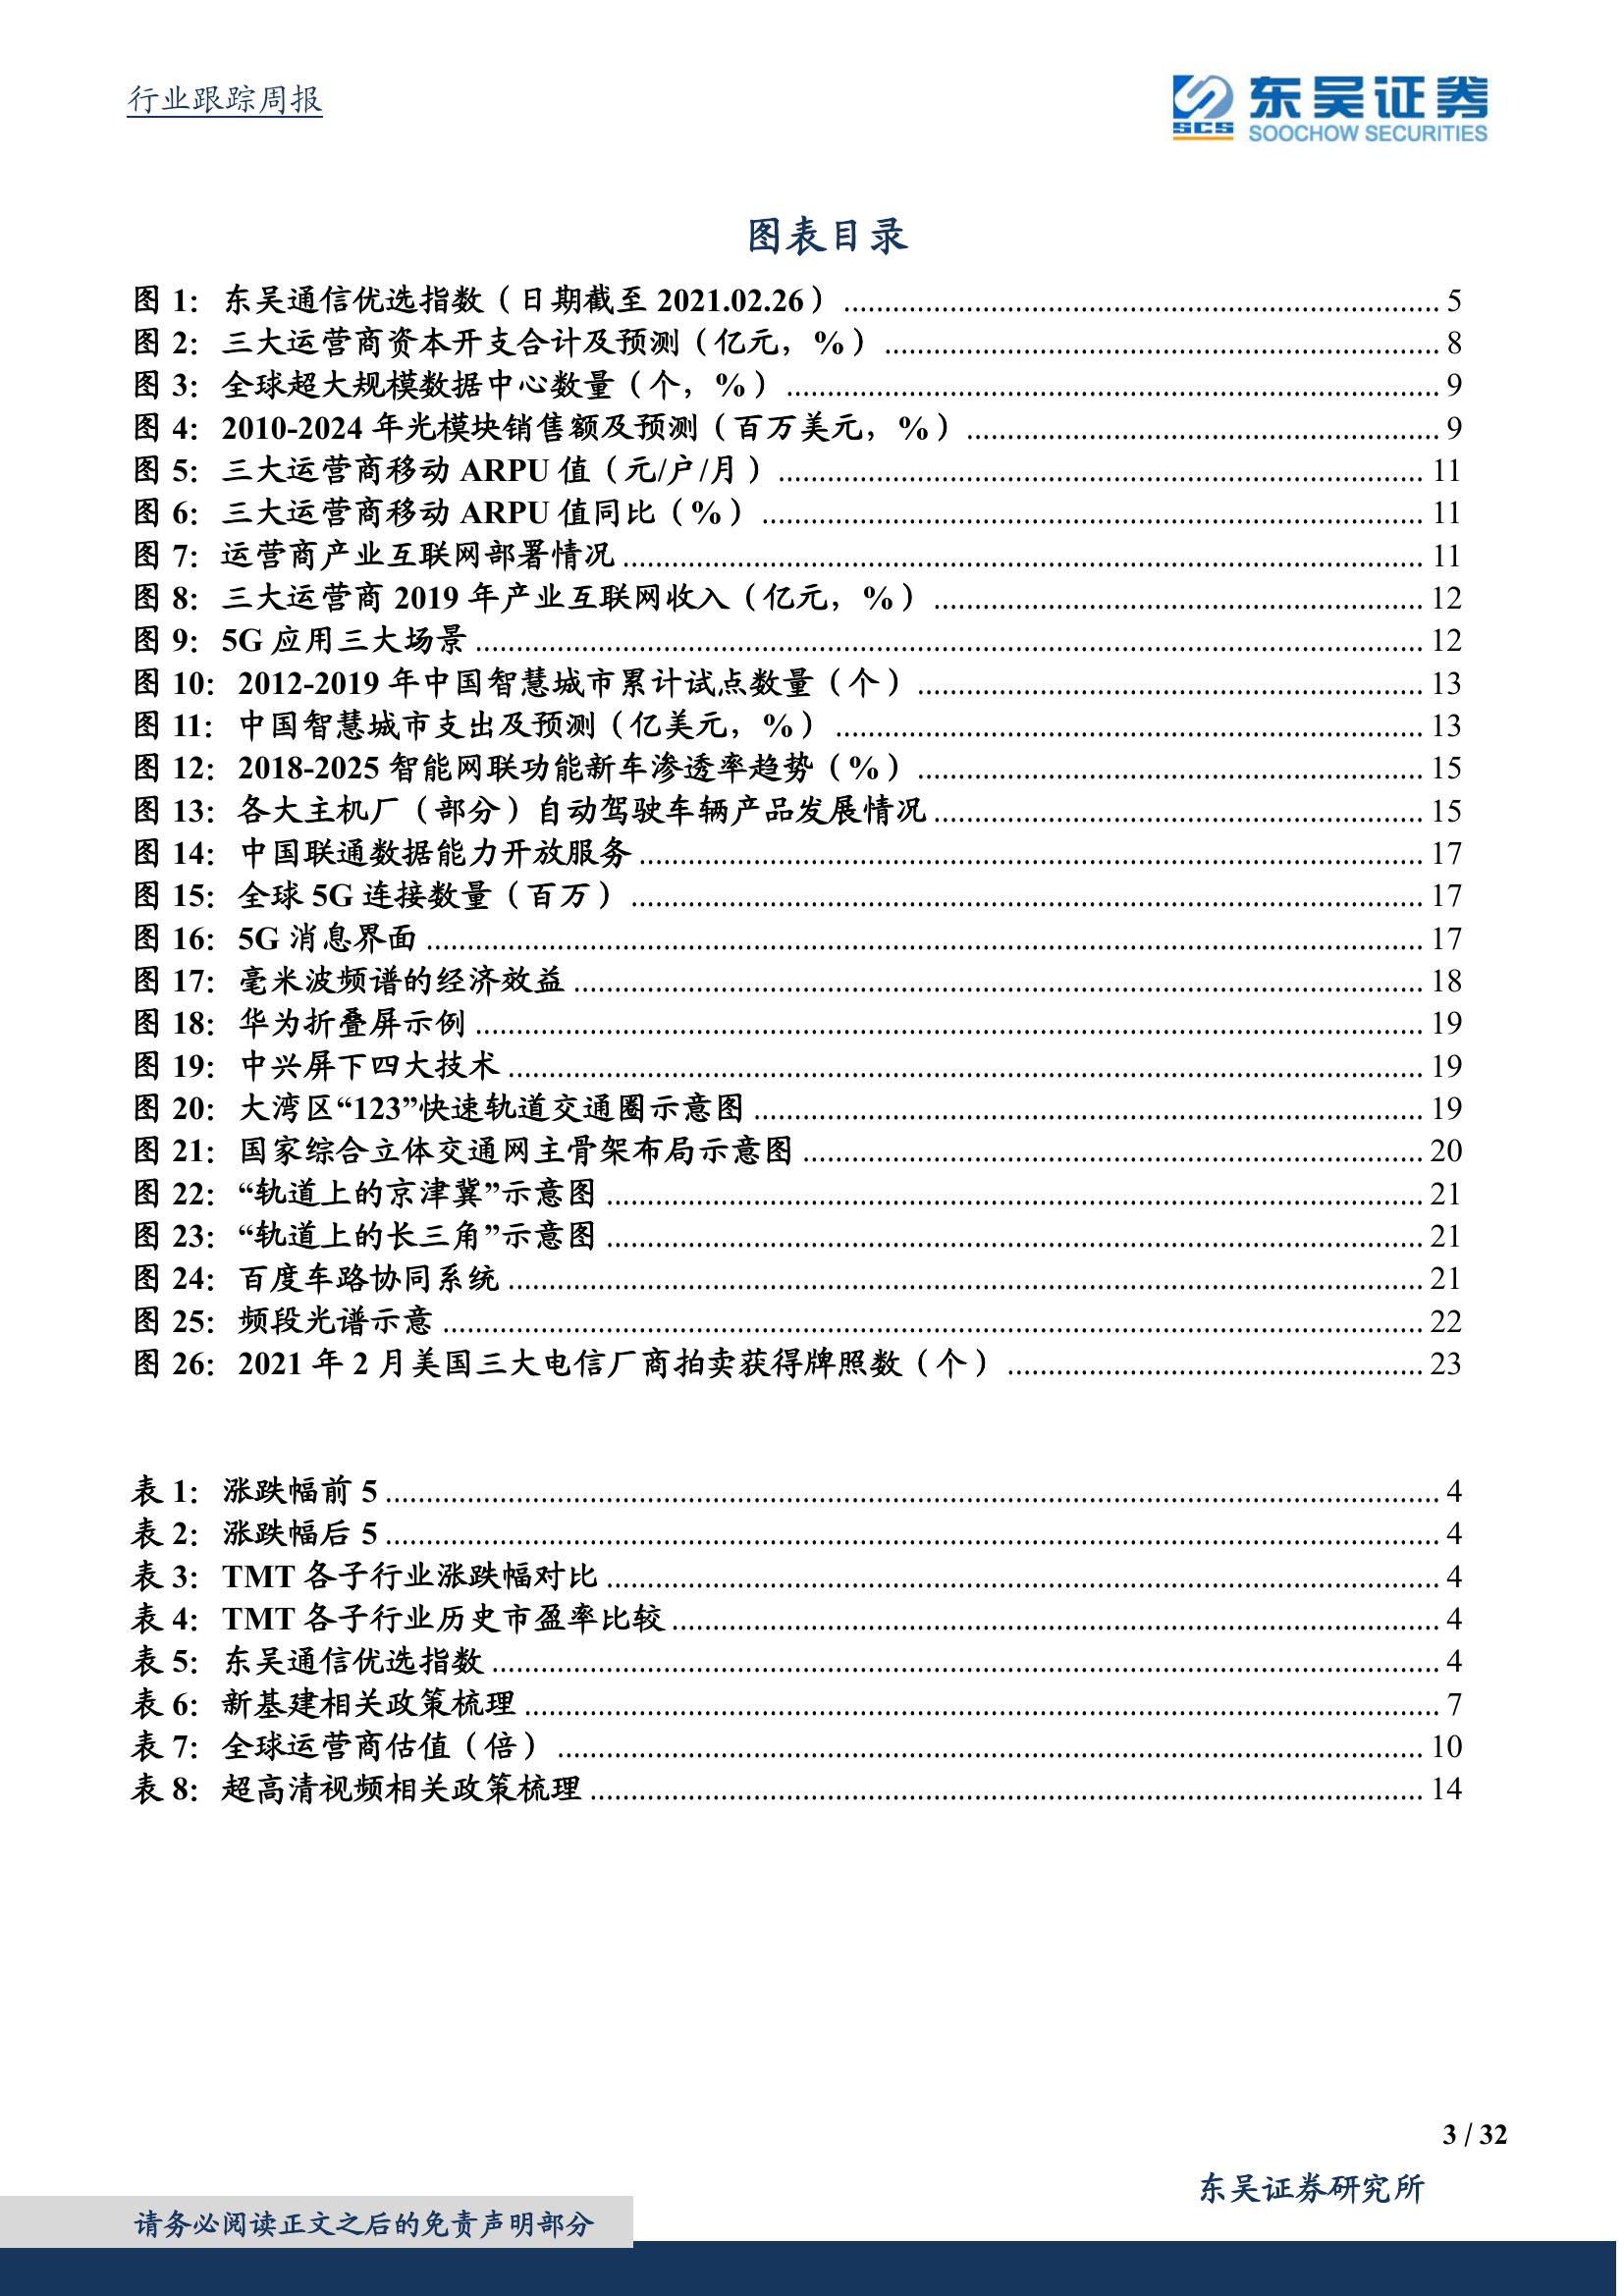 行业跟踪周报
东吴证券
SCS
SOOCHOW SECURITIES
图表目录
图 1：东吴通信优选指数（日期截至 2021.02.26） 5
图 2：三大运营商资本开支合计及预测（亿元，%） 8
图 3：全球超大规模数据中心数量（个，%） 9
图 4：2010-2024 年光模块销售额及预测（百万美元，%） 9
图 5：三大运营商移动 ARPU 值（元/户/月） 11
图 6：三大运营商移动 ARPU 值同比（%） 11
图 7：运营商产业互联网部署情况 11
图 8：三大运营商 2019 年产业互联网收入（亿元，%） 12
图 9：5G 应用三大场景 12
图 10：2012-2019 年中国智慧城市累计试点数量（个） 13
图 11：中国智慧城市支出及预测（亿美元，%） 13
图 12：2018-2025 智能网联功能新车渗透率趋势（%） 15
图 13：各大主机厂（部分）自动驾驶车辆产品发展情况 15
图 14：中国联通数据能力开放服务 17
图 15：全球 5G 连接数量（百万） 17
图 16：5G 消息界面 17
图 17：毫米波频谱的经济效益 18
图 18：华为折叠屏示例 19
图 19：中兴屏下四大技术 19
图 20：大湾区“123”快速轨道交通圈示意图 19
图 21：国家综合立体交通网主骨架布局示意图 20
图 22：“轨道上的京津冀”示意图 21
图 23：“轨道上的长三角”示意图 21
图 24：百度车路协同系统 21
图 25：频段光谱示意 22
图 26：2021 年 2 月美国三大电信厂商拍卖获得牌照数（个） 23
表 1：涨跌幅前 5 4
表 2：涨跌幅后 5 4
表 3：TMT 各子行业涨跌幅对比 4
表 4：TMT 各子行业历史市盈率比较 4
表 5：东吴通信优选指数 4
表 6：新基建相关政策梳理 7
表 7：全球运营商估值（倍） 10
表 8：超高清视频相关政策梳理 14
3 / 32
东吴证券研究所
请务必阅读正文之后的免责声明部分